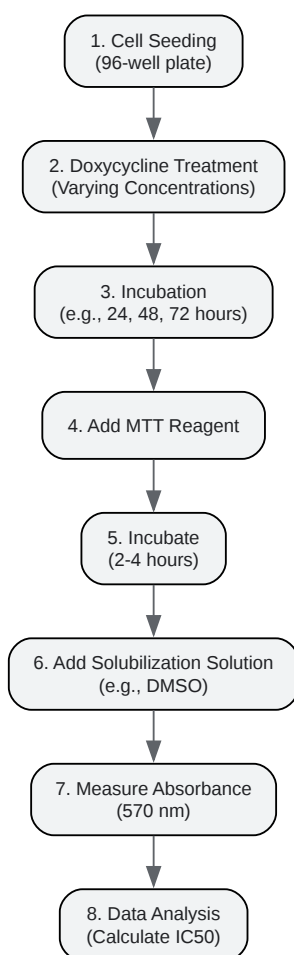 1. Cell Seeding
(96-well plate)
2. Doxycycline Treatment
(Varying Concentrations)
3. Incubation
(e.g., 24, 48, 72 hours)
4. Add MTT Reagent
5. Incubate
(2-4 hours)
6. Add Solubilization Solution
(e.g., DMSO)
7. Measure Absorbance
(570 nm)
8. Data Analysis
(Calculate IC50)